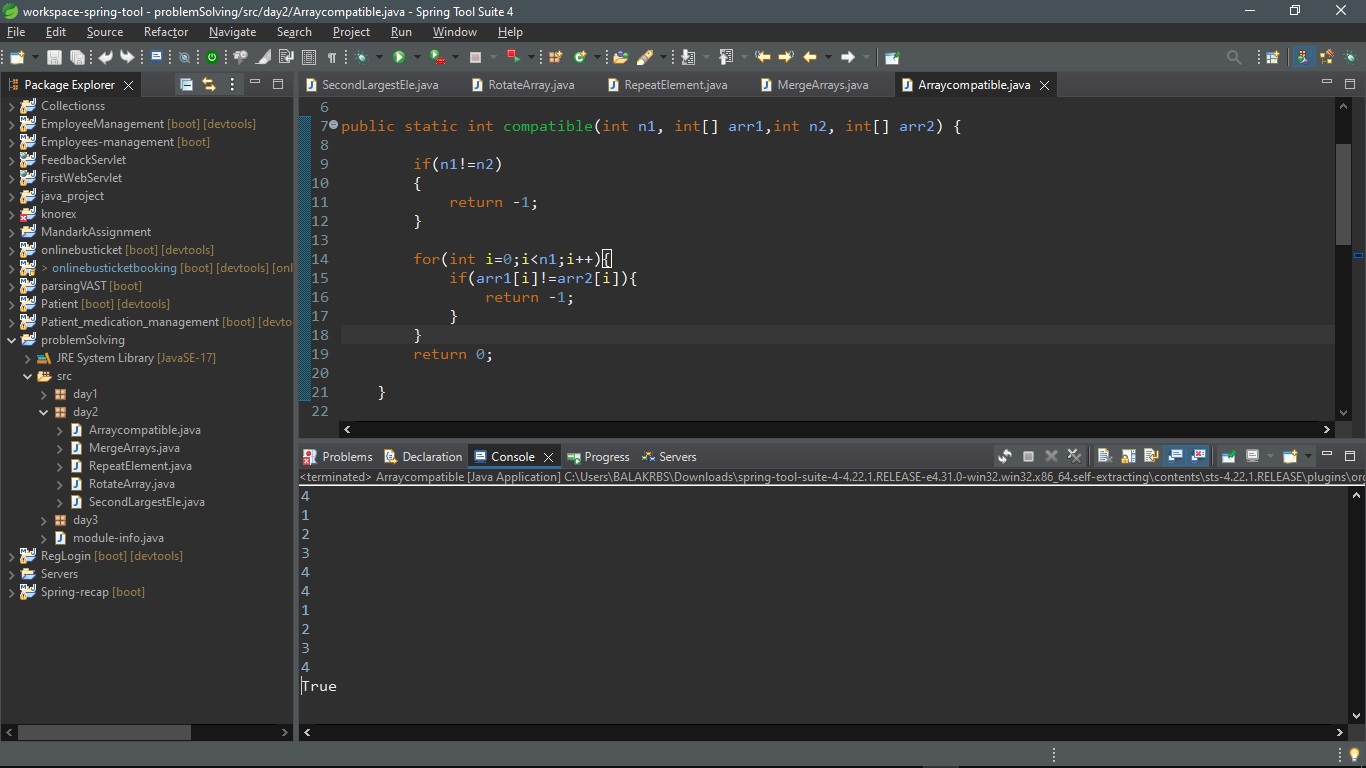 workspace-spring-tool - problemSolving/src/day2/Arraycompatible.java - Spring Tool Suite 4
File Edit Source Refactor Navigate Search Project Run Window Help
Package Explorer
SecondLargestEle.java RotateArray.java RepeatElement.java MergeArrays.java Arraycompatible.java
Collectionss
EmployeeManagement [boot] [devtools]
Employees-management [boot]
FeedbackServlet
FirstWebServlet
java_project
knorex
MandarkAssignment
onlinebusticket [boot] [devtools]
> onlinebusticketbooking [boot] [devtools] [onl
parsingVAST [boot]
Patient [boot] [devtools]
Patient_medication_management [boot] [devto
problemSolving
JRE System Library [JavaSE-17]
src
day1
day2
Arraycompatible.java
MergeArrays.java
RepeatElement.java
RotateArray.java
SecondLargestEle.java
day3
module-info.java
RegLogin [boot] [devtools]
Servers
Spring-recap [boot]
6
7 public static int compatible(int n1, int[] arr1,int n2, int[] arr2) {
8
9 if(n1!=n2)
10 {
11 return -1;
12 }
13
14 for(int i=0;i<n1;i++){
15 if(arr1[i]!=arr2[i]){
16 return -1;
17 }
18 }
19 return 0;
20
21 }
22
Problems Declaration Console Progress Servers
<terminated> Arraycompatible [Java Application] C:\Users\BALAKRBS\Downloads\spring-tool-suite-4-4.22.1.RELEASE-e4.31.0-win32.win32.x86_64.self-extracting\contents\sts-4.22.1.RELEASE\plugins\orc
4
1
2
3
4
4
1
2
3
4
True